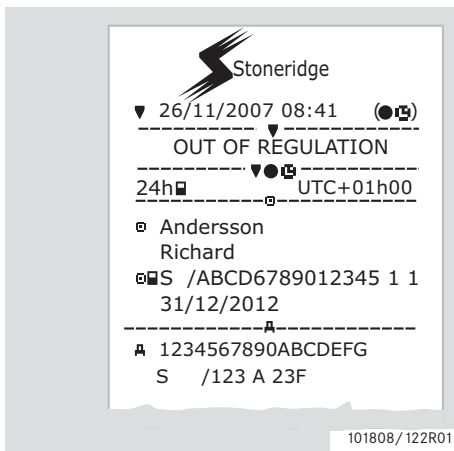 Stoneridge
26/11/2007 08:41
OUT OF REGULATION
24h UTC+01h00
Andersson
Richard
S /ABCD6789012345 1 1
31/12/2012
1234567890ABCDEFG
S /123 A 23F
101808/122R01